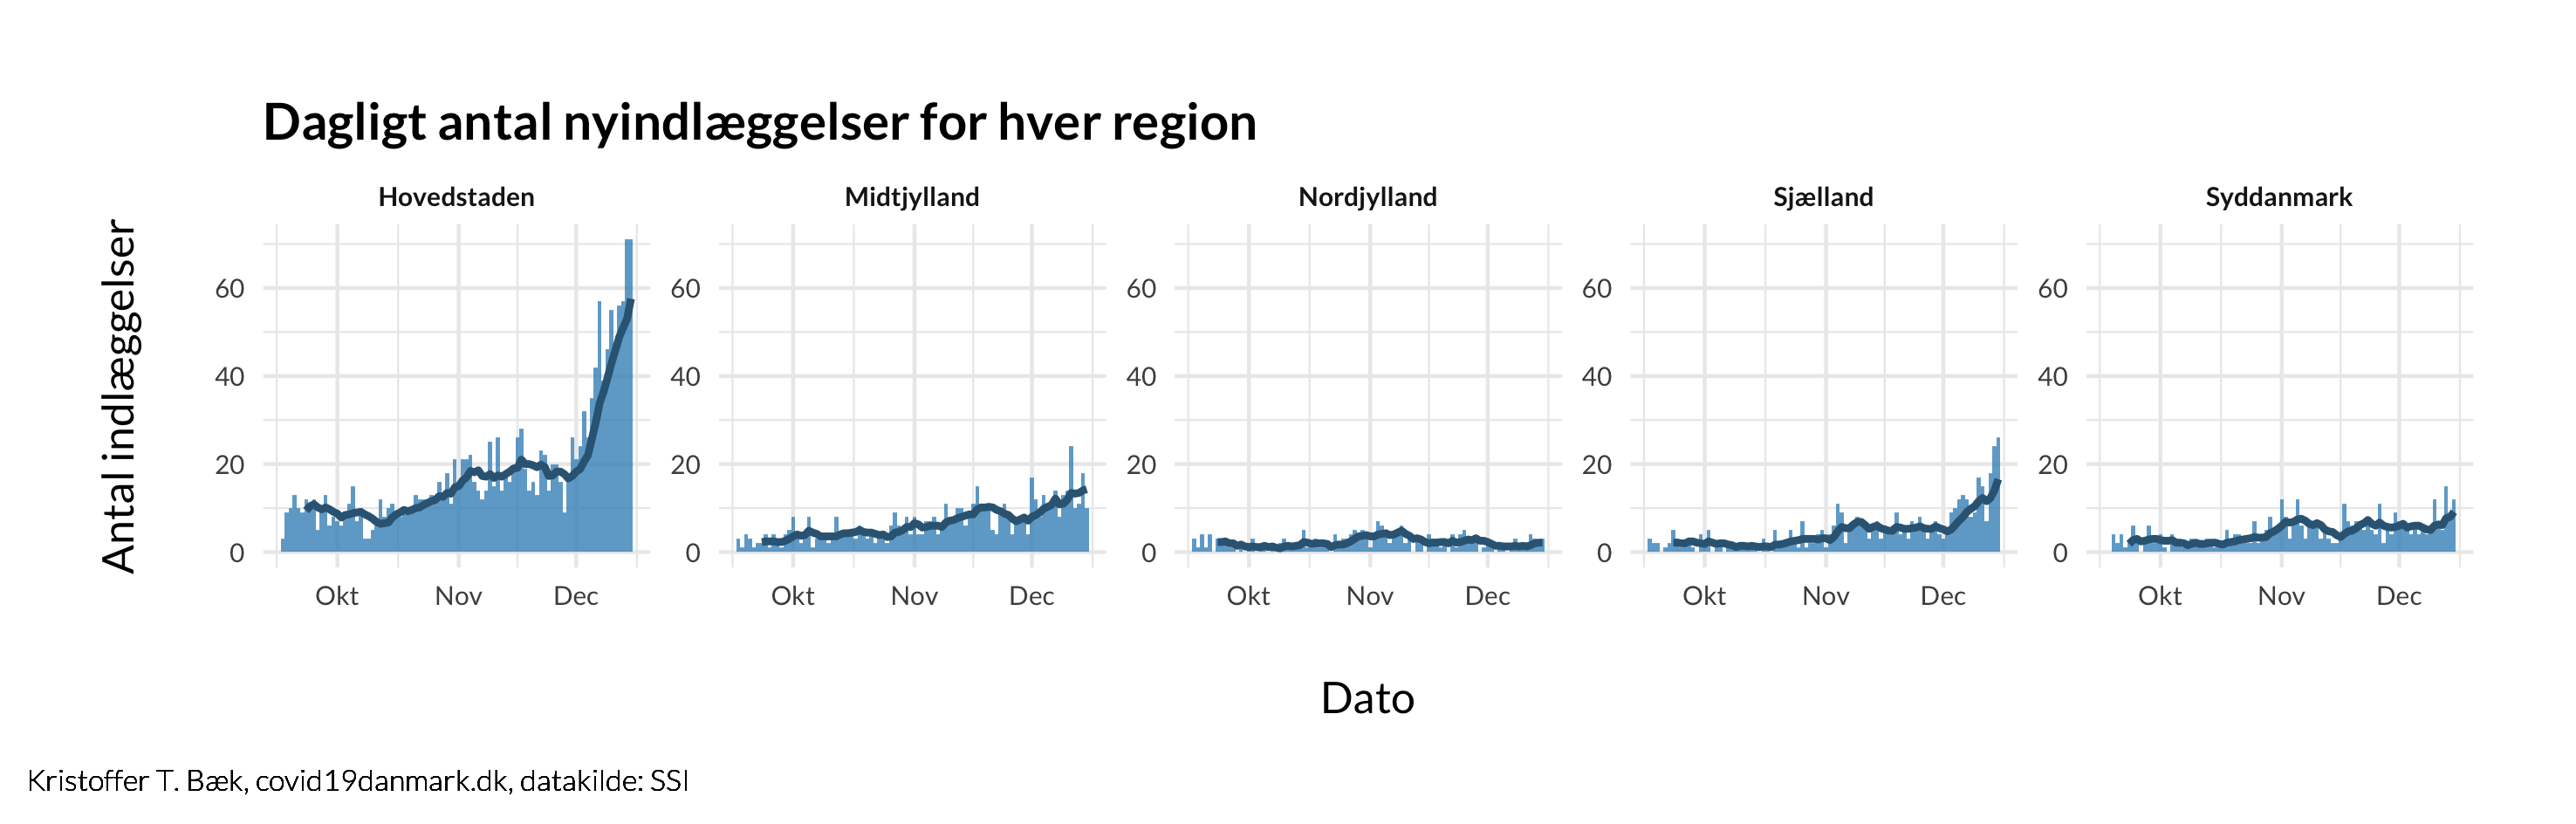 Dagligt antal nyindlæggelser for hver region
Hovedstaden Midtjylland Nordjylland Sjælland Syddanmark
Antal indlæggelser
60 60 60 60 60
40 40 40 40 40
20 20 20 20 20
0 0 0 0 0
Okt Nov Dec Okt Nov Dec Okt Nov Dec Okt Nov Dec Okt Nov Dec
Dato
Kristoffer T. Bæk, covid19danmark.dk, datakilde: SSI